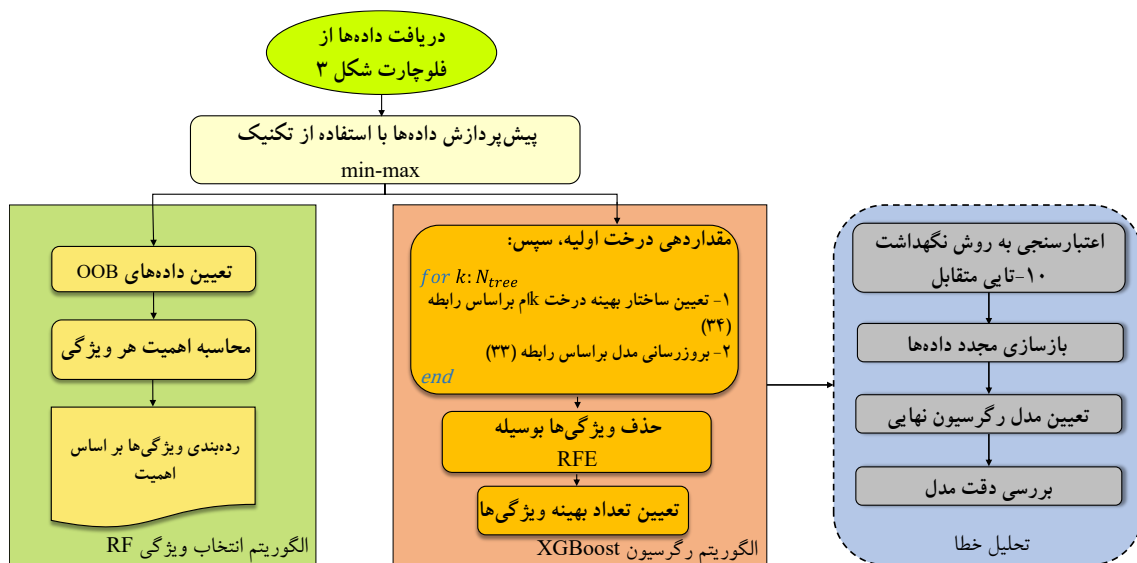 دریافت داده‌ها از
فلوچارت شکل ۳
پیش‌پردازش داده‌ها با استفاده از تکنیک
min-max
تعیین داده‌های OOB
محاسبه اهمیت هر ویژگی
رده‌بندی ویژگی‌ها بر اساس
اهمیت
الگوریتم انتخاب ویژگی RF
مقداردهی درخت اولیه، سپس:
for k: N_tree
۱- تعیین ساختار بهینه درخت kام براساس رابطه
(۳۴)
۲- بروزرسانی مدل براساس رابطه (۳۳)
end
حذف ویژگی‌ها بوسیله
RFE
تعیین تعداد بهینه ویژگی‌ها
الگوریتم رگرسیون XGBoost
اعتبارسنجی به روش نگهداشت
۱۰-تایی متقابل
بازسازی مجدد داده‌ها
تعیین مدل رگرسیون نهایی
بررسی دقت مدل
تحلیل خطا